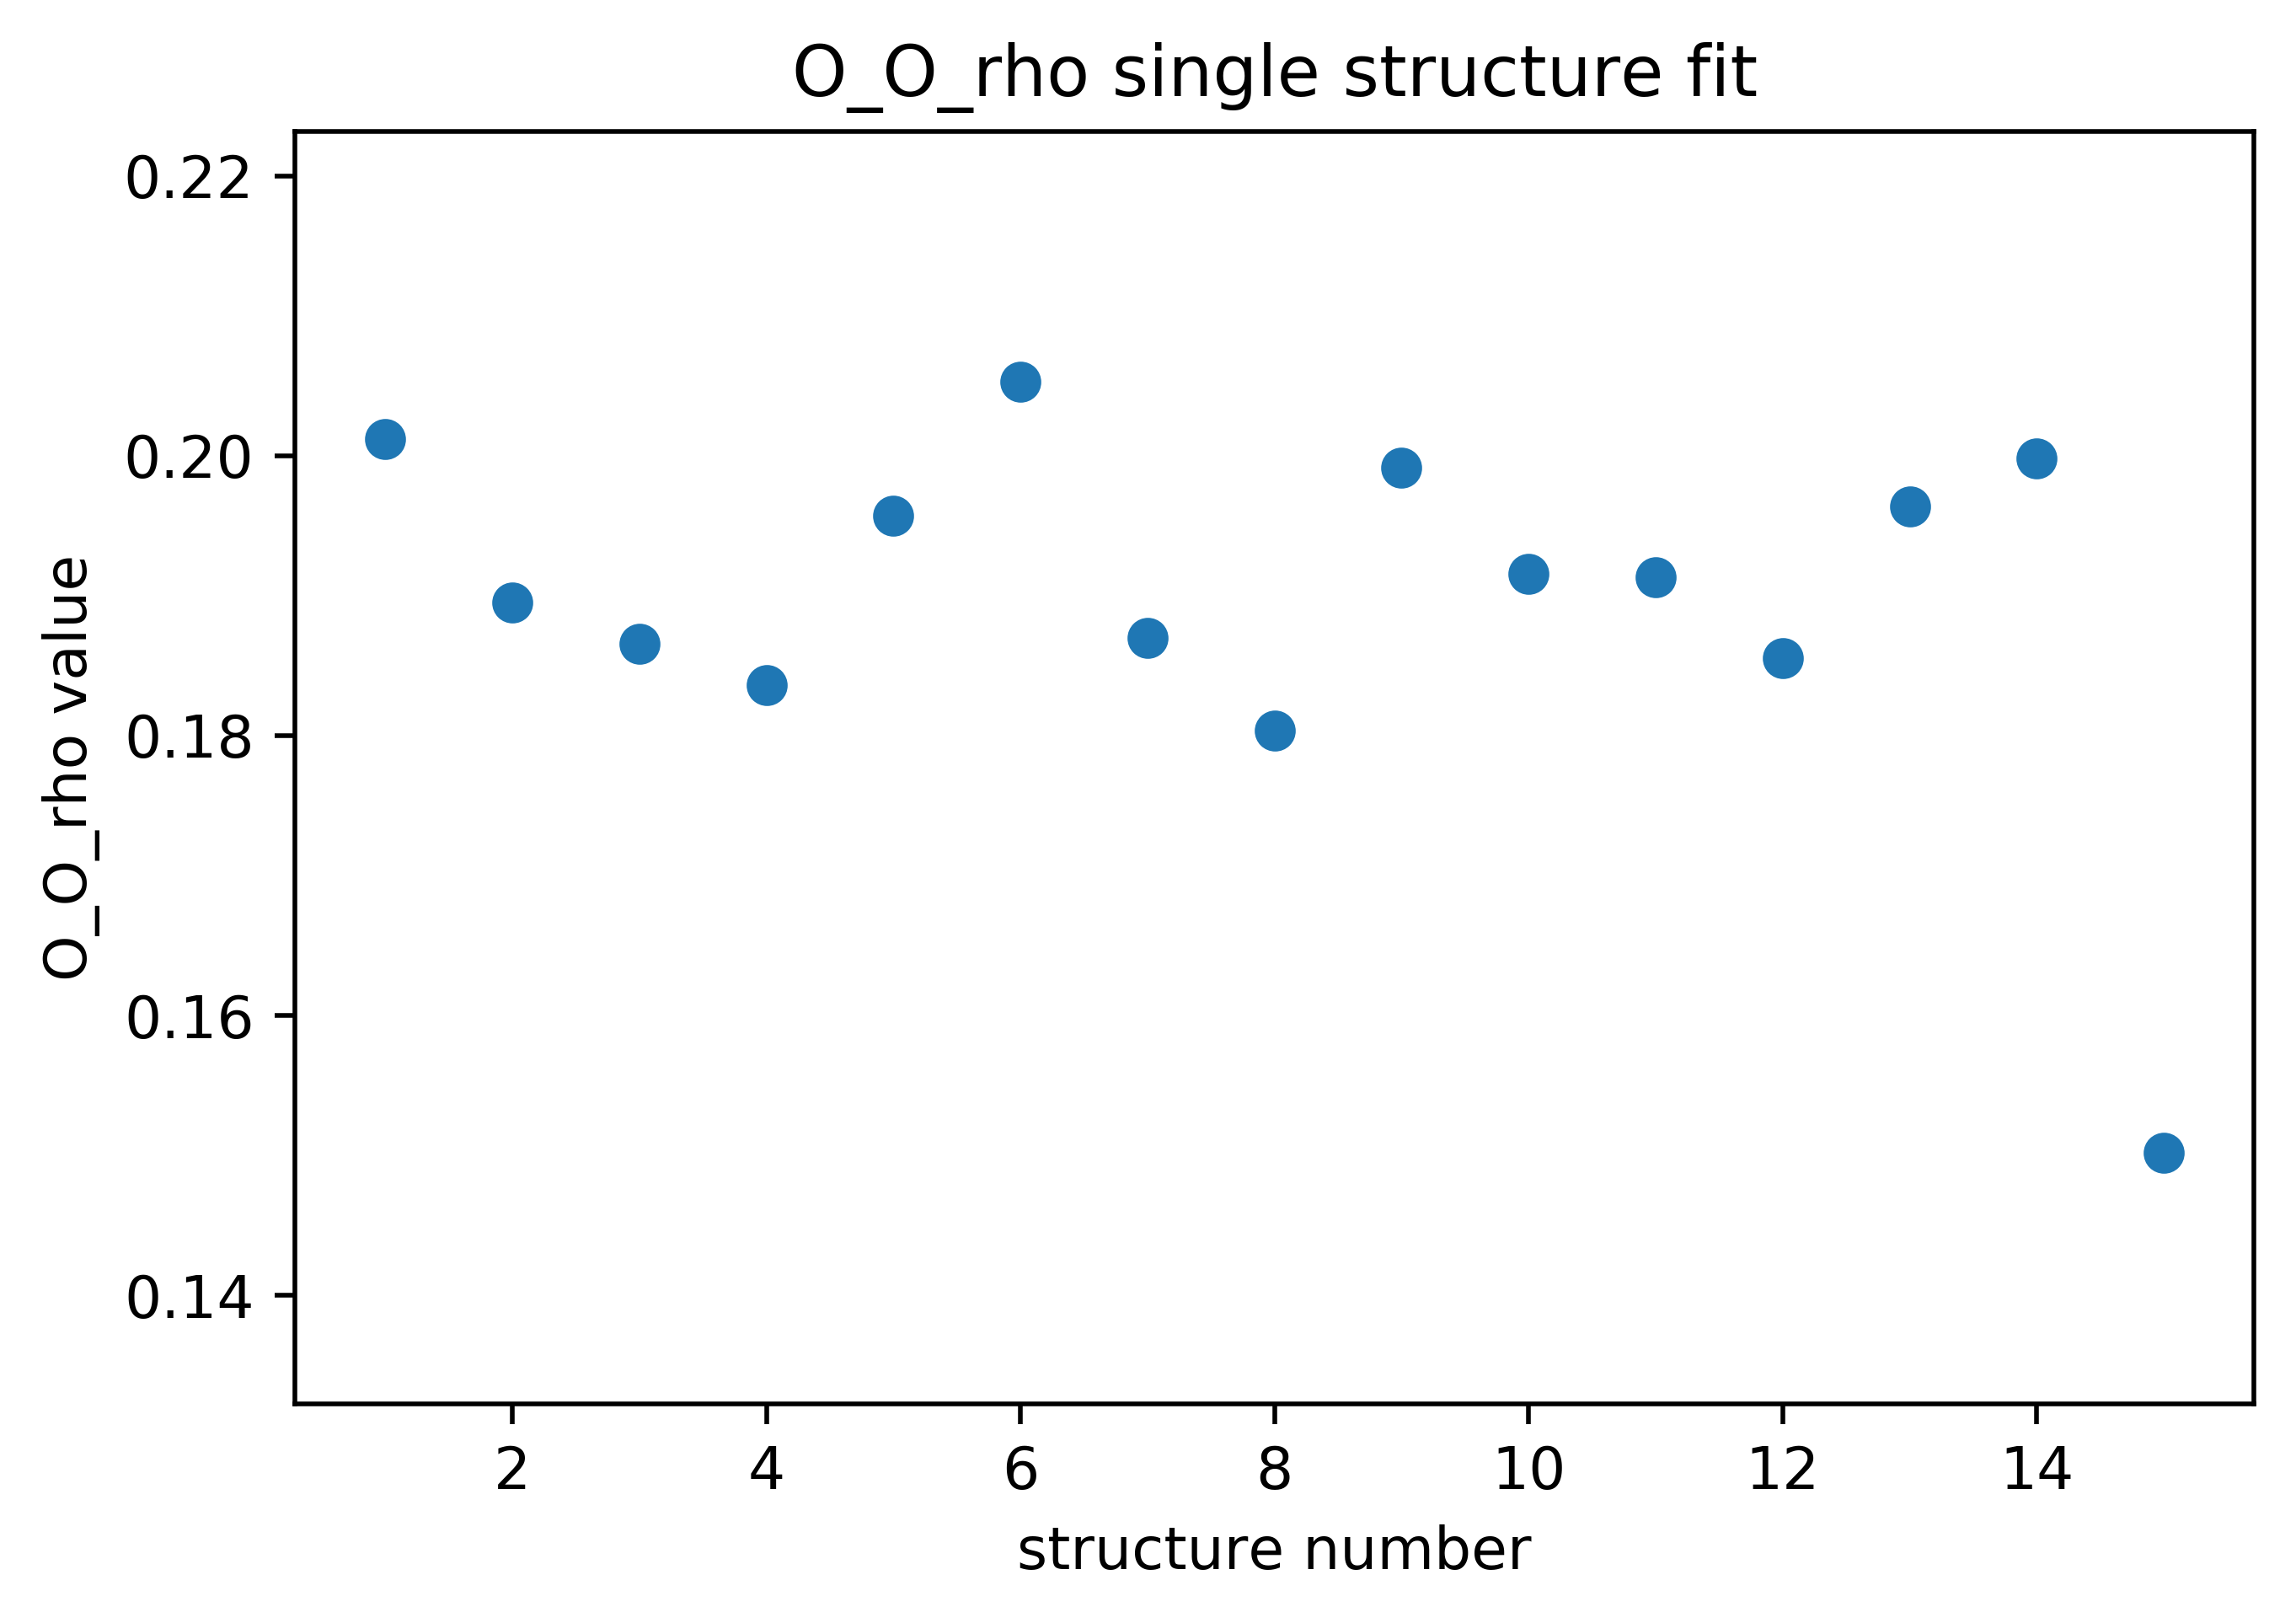 O_O_rho single structure fit
0.22
0.20
0.18
0.16
0.14
O_O_rho value
2 4 6 8 10 12 14
structure number